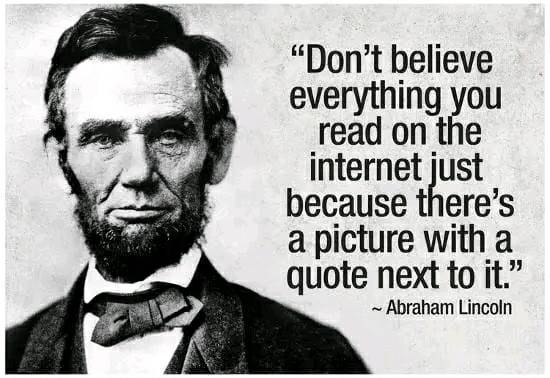 “Don’t believe
everything you
read on the
internet just
because there’s
a picture with a
quote next to it.”
~ Abraham Lincoln